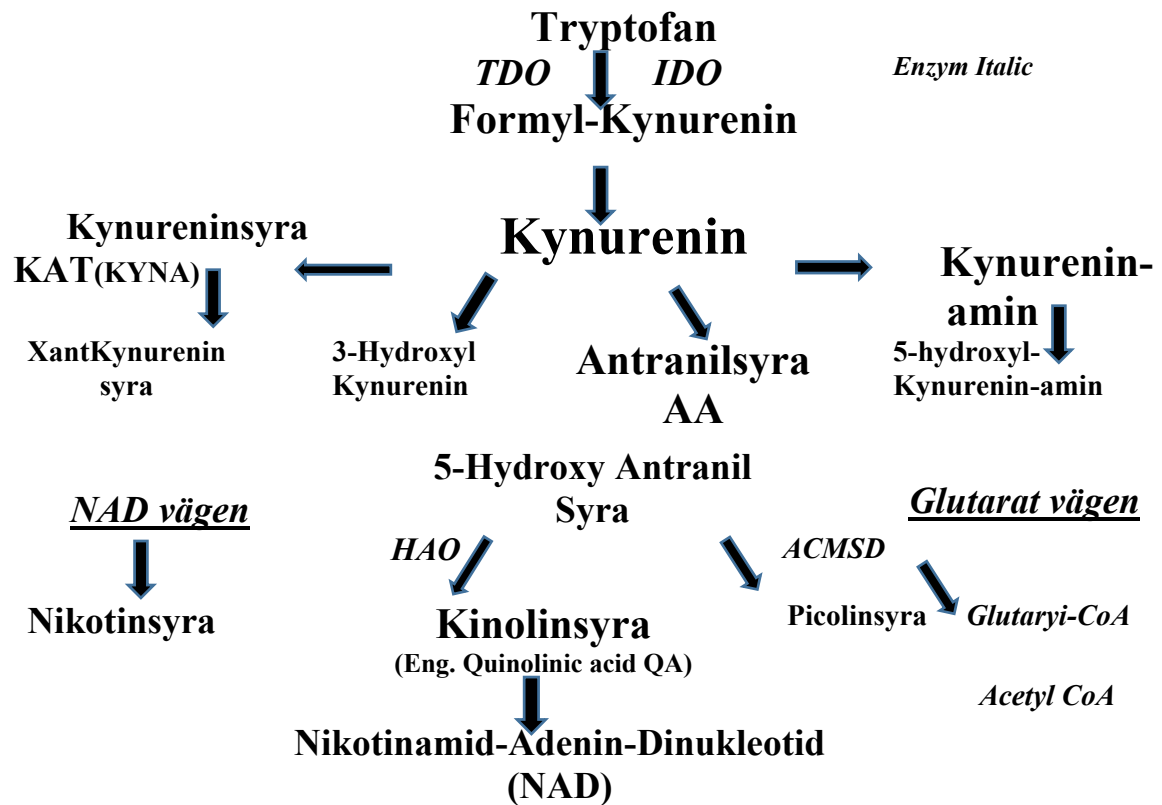 Tryptofan
TDO IDO
Enzym Italic
Formyl-Kynurenin
Kynureninsyra
KAT(KYNA)
Kynurenin
Kynurenin-
amin
XantKynurenin
syra
3-Hydroxyl
Kynurenin
Antranilsyra
AA
5-hydroxyl-
Kynurenin-amin
5-Hydroxy Antranil
Syra
NAD vägen
Glutarat vägen
HAO
ACMSD
Nikotinsyra
Kinolinsyra
(Eng. Quinolinic acid QA)
Picolinsyra
Glutaryi-CoA
Acetyl CoA
Nikotinamid-Adenin-Dinukleotid
(NAD)